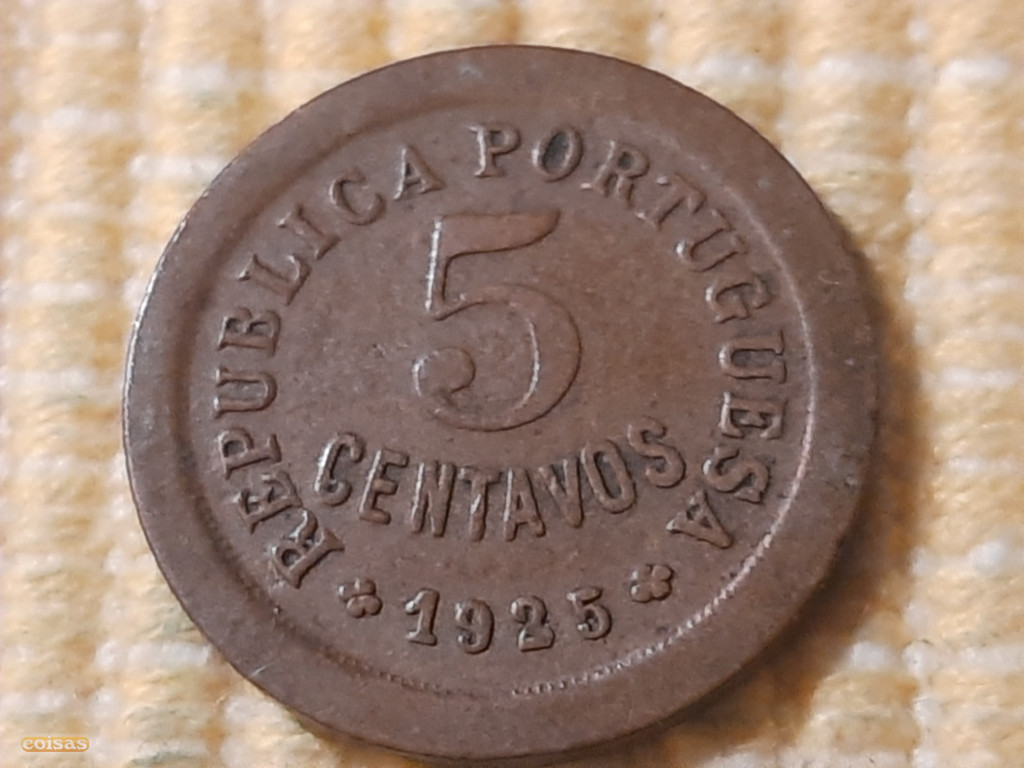 REPUBLICA PORTUGUESA
5
CENTAVOS
1925
coisas